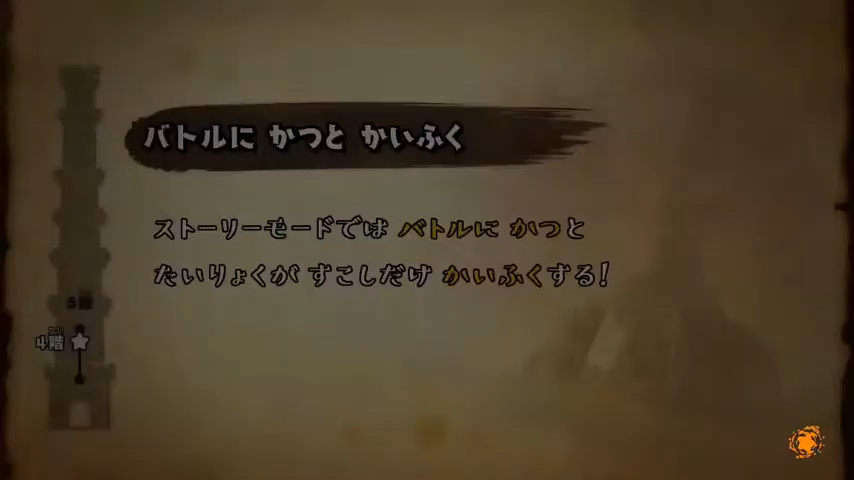 バトルに かつと かいふく
ストーリーモードでは バトルに かつと
たいりょくが すこしだけ かいふくする!
5階
かい
4階